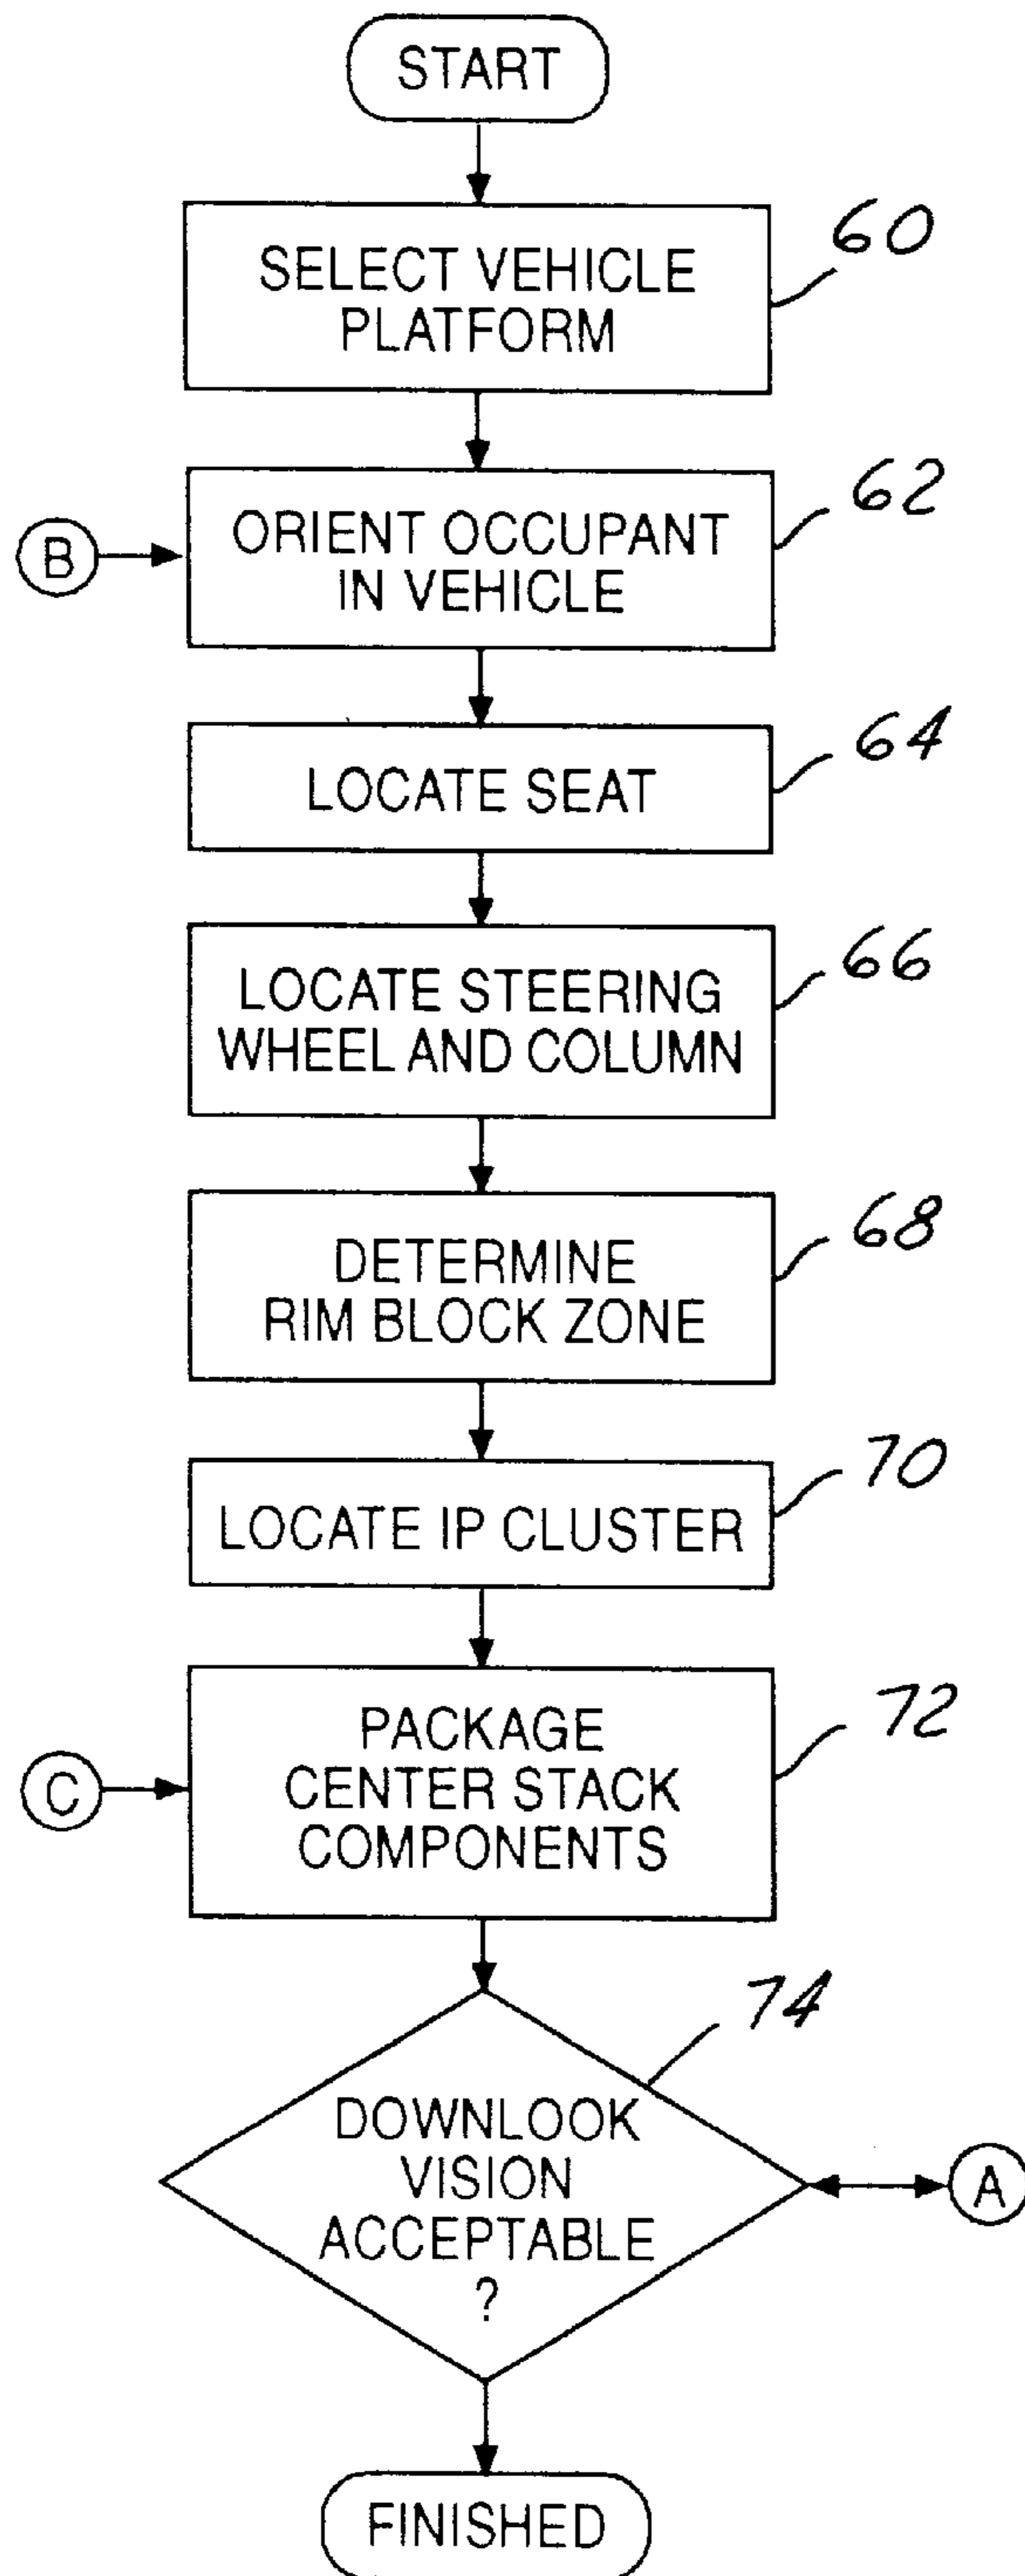 START
60
SELECT VEHICLE
PLATFORM
62
B
ORIENT OCCUPANT
IN VEHICLE
64
LOCATE SEAT
66
LOCATE STEERING
WHEEL AND COLUMN
68
DETERMINE
RIM BLOCK ZONE
70
LOCATE IP CLUSTER
72
PACKAGE
CENTER STACK
COMPONENTS
C
74
DOWNLOOK
VISION
ACCEPTABLE
?
A
FINISHED